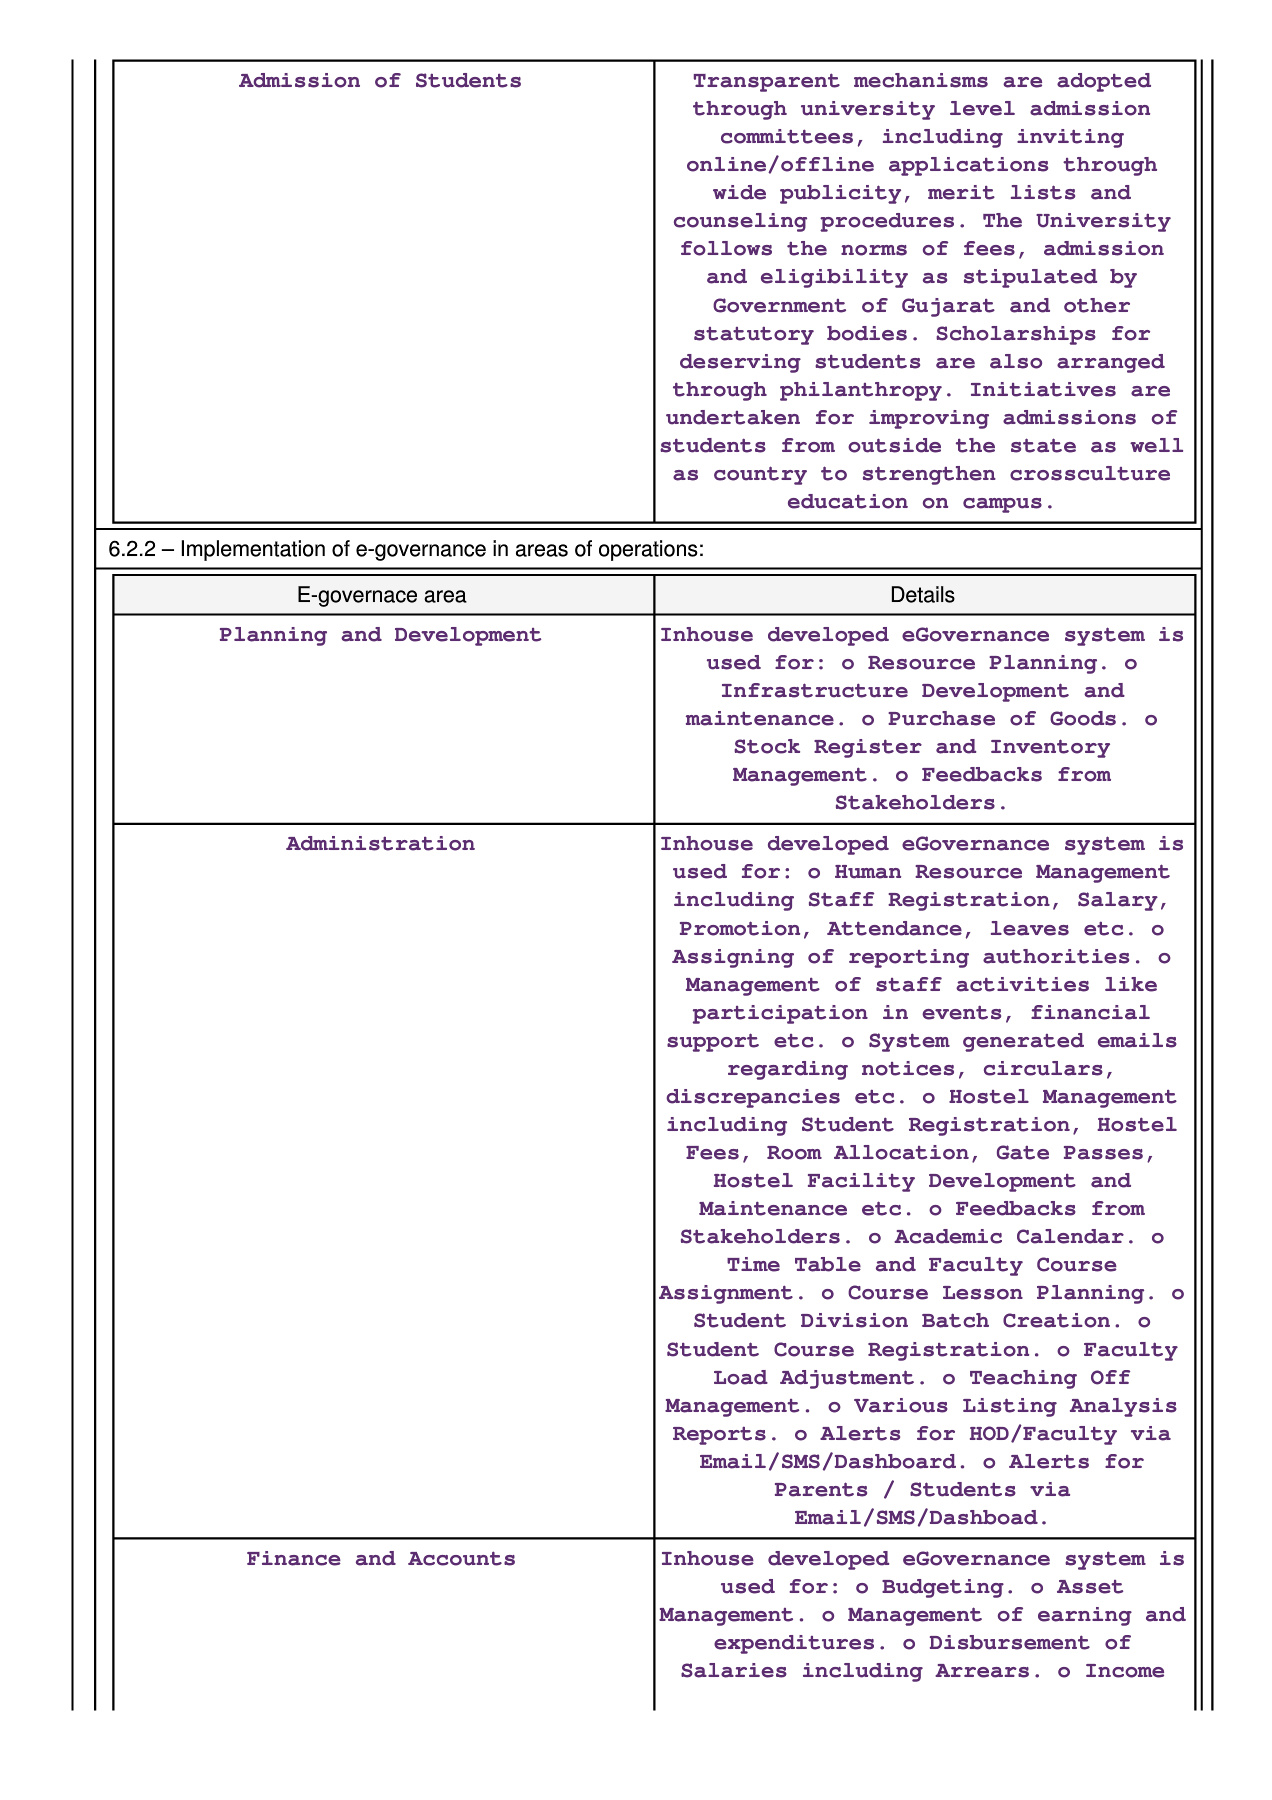 Admission of Students
Transparent mechanisms are adopted
through university level admission
committees, including inviting
online/offline applications through
wide publicity, merit lists and
counseling procedures. The University
follows the norms of fees, admission
and eligibility as stipulated by
Government of Gujarat and other
statutory bodies. Scholarships for
deserving students are also arranged
through philanthropy. Initiatives are
undertaken for improving admissions of
students from outside the state as well
as country to strengthen crossculture
education on campus.
6.2.2 – Implementation of e-governance in areas of operations:
E-governace area
Details
Planning and Development
Inhouse developed eGovernance system is
used for: o Resource Planning. o
Infrastructure Development and
maintenance. o Purchase of Goods. o
Stock Register and Inventory
Management. o Feedbacks from
Stakeholders.
Administration
Inhouse developed eGovernance system is
used for: o Human Resource Management
including Staff Registration, Salary,
Promotion, Attendance, leaves etc. o
Assigning of reporting authorities. o
Management of staff activities like
participation in events, financial
support etc. o System generated emails
regarding notices, circulars,
discrepancies etc. o Hostel Management
including Student Registration, Hostel
Fees, Room Allocation, Gate Passes,
Hostel Facility Development and
Maintenance etc. o Feedbacks from
Stakeholders. o Academic Calendar. o
Time Table and Faculty Course
Assignment. o Course Lesson Planning. o
Student Division Batch Creation. o
Student Course Registration. o Faculty
Load Adjustment. o Teaching Off
Management. o Various Listing Analysis
Reports. o Alerts for HOD/Faculty via
Email/SMS/Dashboard. o Alerts for
Parents / Students via
Email/SMS/Dashboad.
Finance and Accounts
Inhouse developed eGovernance system is
used for: o Budgeting. o Asset
Management. o Management of earning and
expenditures. o Disbursement of
Salaries including Arrears. o Income